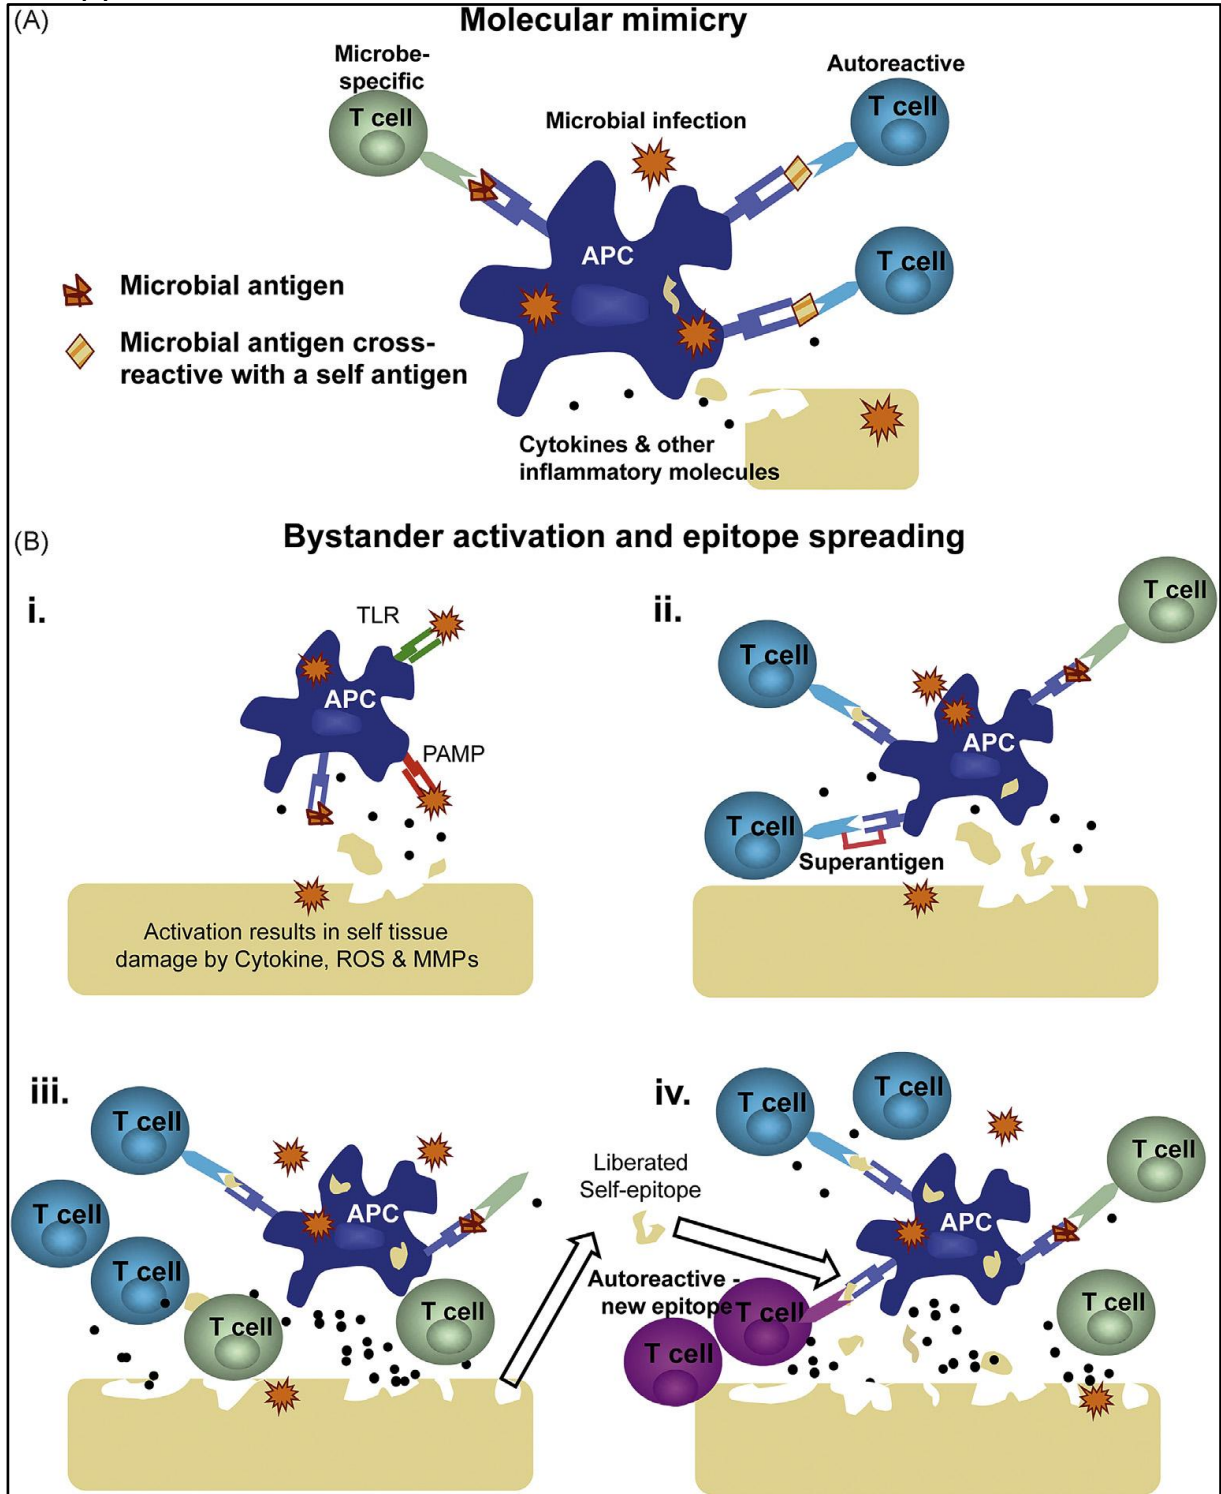 (A)
Molecular mimicry
Microbe-
specific
T cell
Microbial infection
Autoreactive
T cell
APC
T cell
Microbial antigen
Microbial antigen cross-
reactive with a self antigen
Cytokines & other
inflammatory molecules
(B)
Bystander activation and epitope spreading
i.
TLR
APC
PAMP
Activation results in self tissue
damage by Cytokine, ROS & MMPs
ii.
T cell
T cell
APC
T cell
Superantigen
iii.
T cell
T cell
T cell
APC
T cell
T cell
Liberated
Self-epitope
iv.
T cell
T cell
T cell
APC
Autoreactive -
new epitope
T cell
T cell
T cell